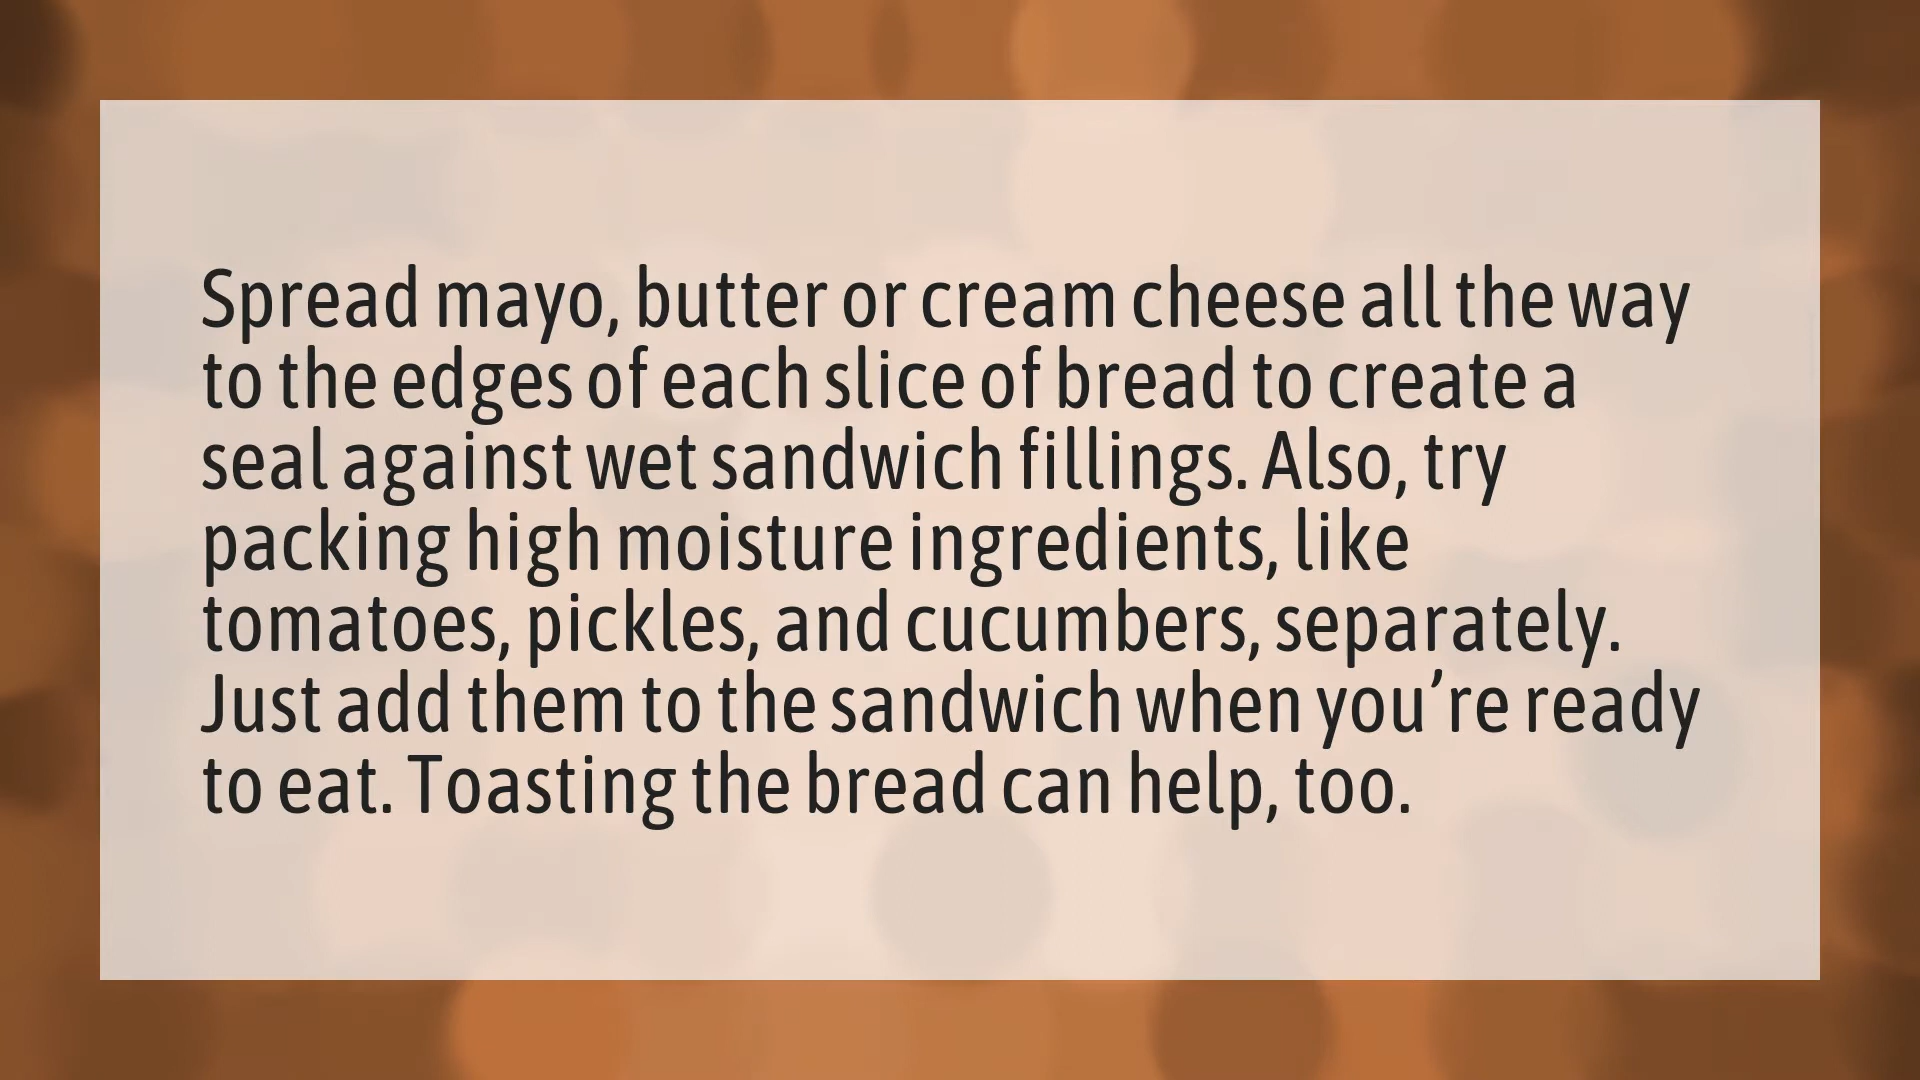 Spread mayo, butter or cream cheese all the way
to the edges of each slice of bread to create a
seal against wet sandwich fillings. Also, try
packing high moisture ingredients, like
tomatoes, pickles, and cucumbers, separately.
Just add them to the sandwich when you’re ready
to eat. Toasting the bread can help, too.